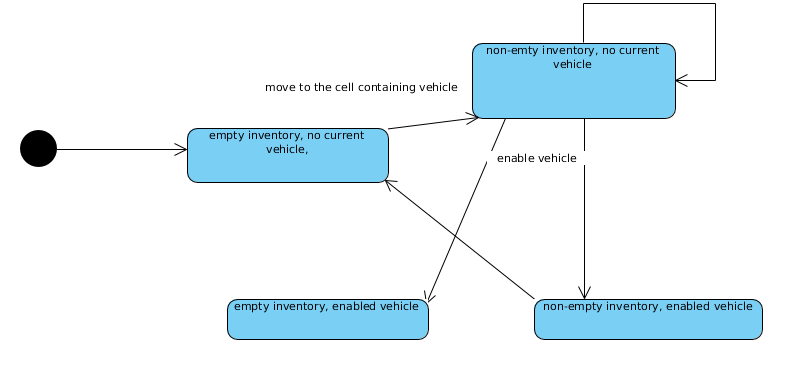 non-emty inventory, no current
vehicle
move to the cell containing vehicle
empty inventory, no current
vehicle,
enable vehicle
empty inventory, enabled vehicle
non-empty inventory, enabled vehicle